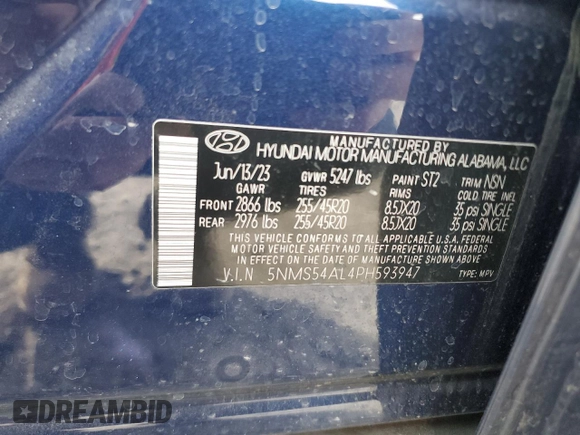 MANUFACTURED BY
HYUNDAI MOTOR MANUFACTURING ALABAMA, LLC
Jun/13/23 GVWR 5247 lbs PAINT ST2 TRIM NSN
TIRES RIMS COLD TIRE INFL
FRONT 2866 lbs 255/45R20 8.5JX20 35 psi SINGLE
REAR 2976 lbs 255/45R20 8.5JX20 35 psi SINGLE
THIS VEHICLE CONFORMS TO ALL APPLICABLE U.S.A. FEDERAL
MOTOR VEHICLE SAFETY AND THEFT PREVENTION STANDARDS
IN EFFECT ON THE DATE OF MANUFACTURE SHOWN ABOVE.
V.I.N 5NMS54AL4PH593947 TYPE: MPV
DREAMBID